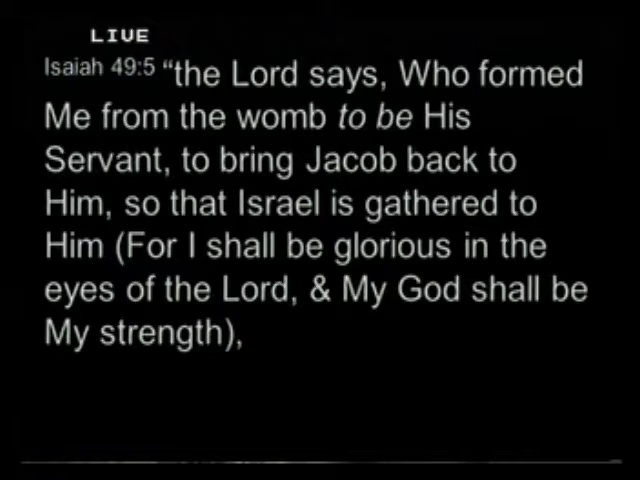 LIVE
Isaiah 49:5 “the Lord says, Who formed
Me from the womb to be His
Servant, to bring Jacob back to
Him, so that Israel is gathered to
Him (For I shall be glorious in the
eyes of the Lord, & My God shall be
My strength),